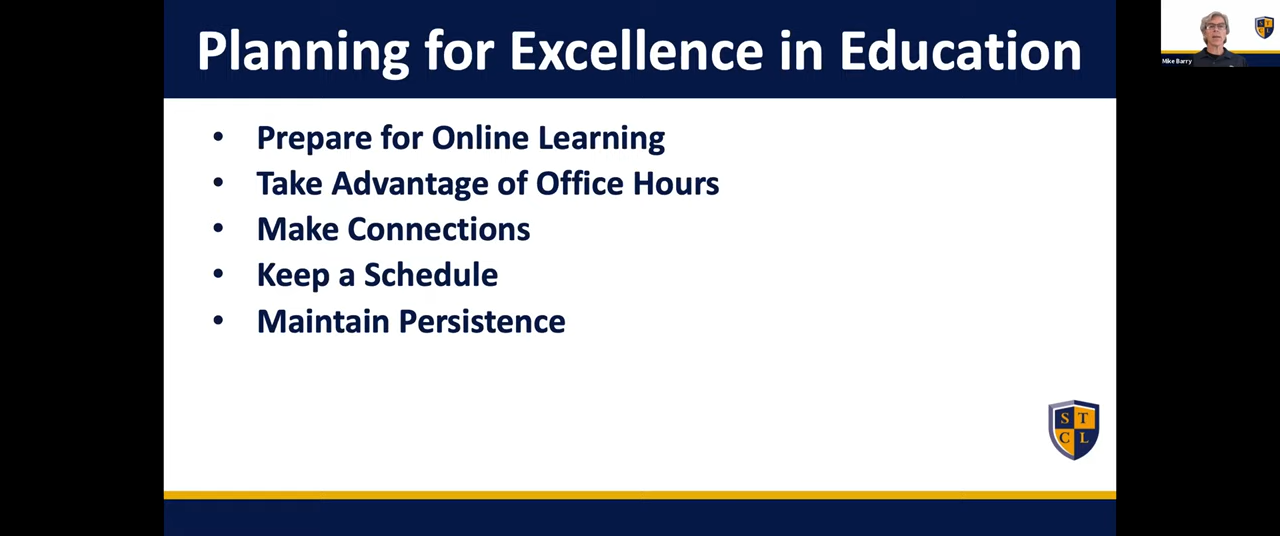 Planning for Excellence in Education
• Prepare for Online Learning
• Take Advantage of Office Hours
• Make Connections
• Keep a Schedule
• Maintain Persistence
S T
C L
Mike Barry
S T
C L